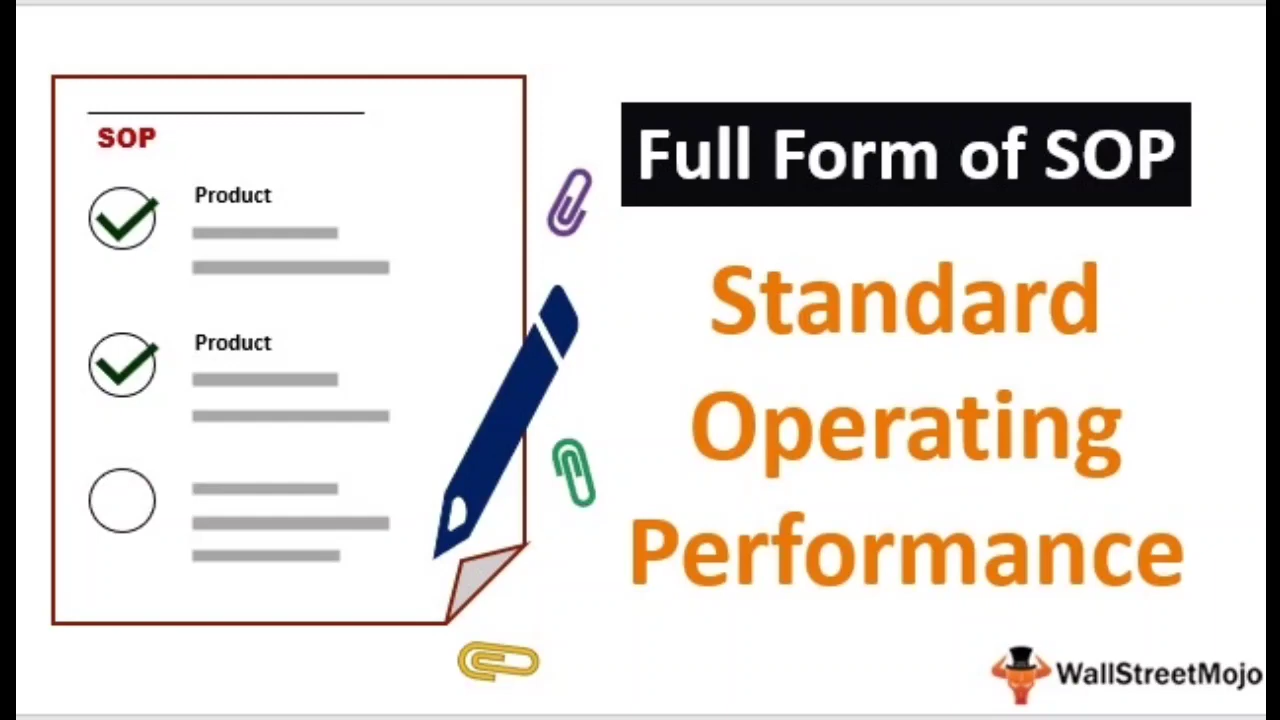 SOP
Product
Product
Full Form of SOP
Standard
Operating
Performance
WallStreetMojo